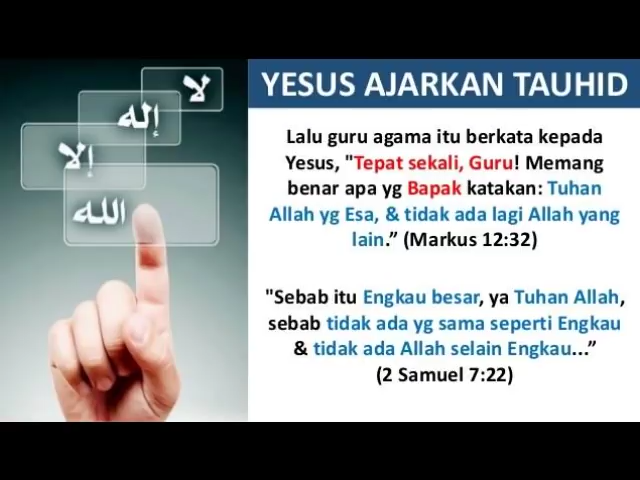 لا
إله
إلا
الله
YESUS AJARKAN TAUHID
Lalu guru agama itu berkata kepada
Yesus, "Tepat sekali, Guru! Memang
benar apa yg Bapak katakan: Tuhan
Allah yg Esa, & tidak ada lagi Allah yang
lain.” (Markus 12:32)
"Sebab itu Engkau besar, ya Tuhan Allah,
sebab tidak ada yg sama seperti Engkau
& tidak ada Allah selain Engkau...”
(2 Samuel 7:22)